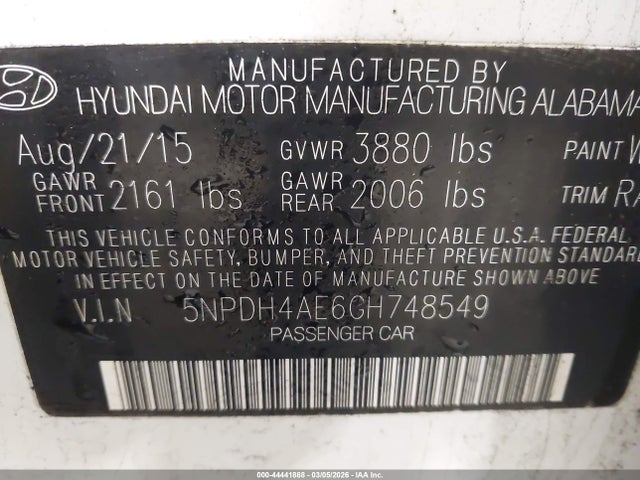 MANUFACTURED BY
HYUNDAI MOTOR MANUFACTURING ALABAMA
Aug/21/15 GVWR 3880 lbs PAINT
GAWR FRONT 2161 lbs GAWR REAR 2006 lbs TRIM
THIS VEHICLE CONFORMS TO ALL APPLICABLE U.S.A. FEDERAL
MOTOR VEHICLE SAFETY, BUMPER, AND THEFT PREVENTION STANDARD
IN EFFECT ON THE DATE OF MANUFACTURE SHOWN ABOVE
V.I.N 5NPDH4AE6GH748549
PASSENGER CAR
000-44441868 - 03/05/2026 - © IAA, Inc.